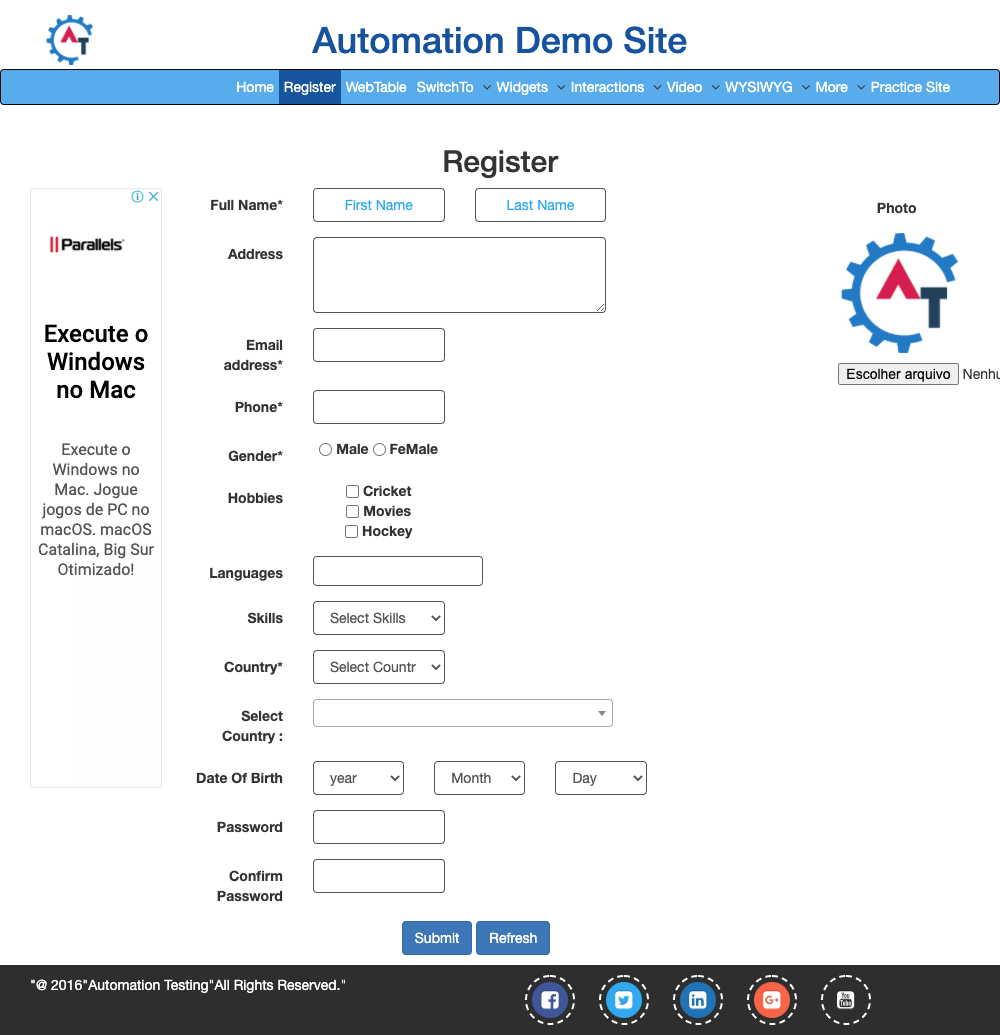 Automation Demo Site
Home Register WebTable SwitchTo Widgets Interactions Video WYSIWYG More Practice Site
Register
Parallels
Execute o
Windows
no Mac
Execute o
Windows no
Mac. Jogue
jogos de PC no
macOS. macOS
Catalina, Big Sur
Otimizado!
Full Name*
First Name
Last Name
Address
Email
address*
Phone*
Gender*
Male FeMale
Hobbies
Cricket
Movies
Hockey
Languages
Skills
Select Skills
Country*
Select Countr
Select
Country :
Date Of Birth
year
Month
Day
Password
Confirm
Password
Submit
Refresh
Photo
AT
Escolher arquivo Nenhu
"@ 2016"Automation Testing"All Rights Reserved."